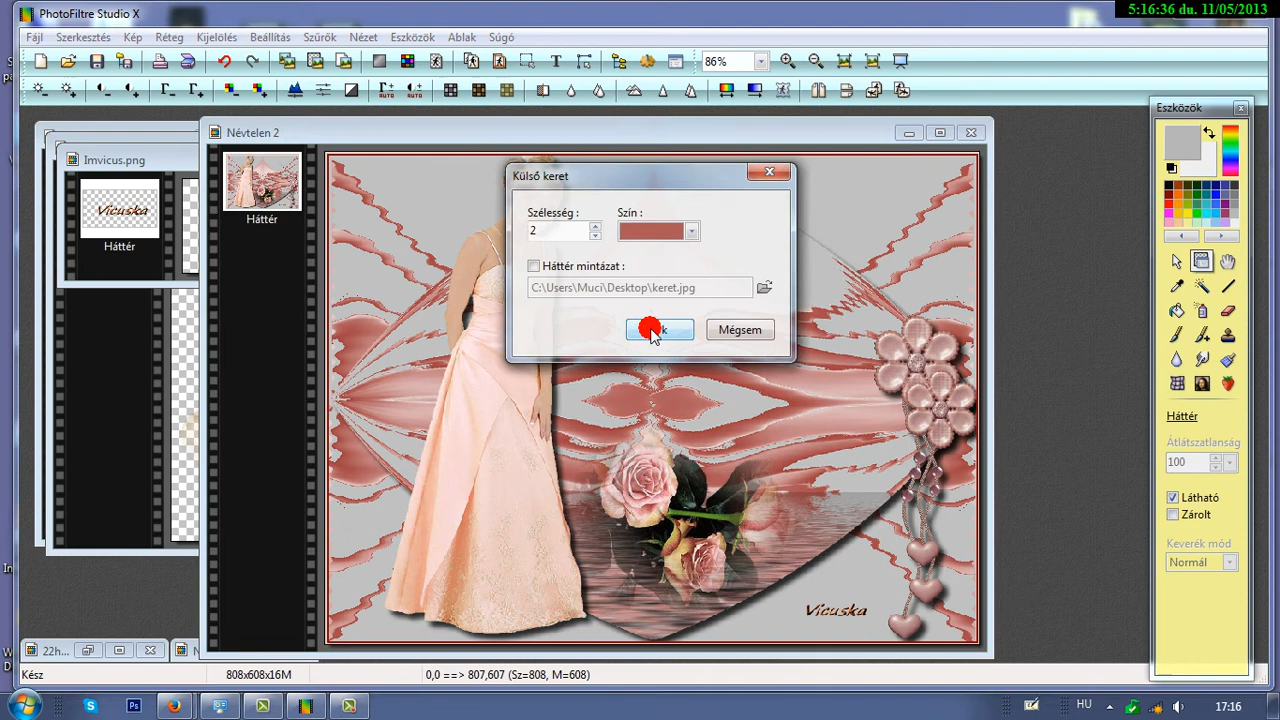 5:16:36 du. 11/05/2013
PhotoFiltre Studio X
Fájl Szerkesztés Kép Réteg Kijelölés Beállítás Szűrők Nézet Eszközök Ablak Súgó
86%
AUTO AUTO
Névtelen 2
Imvicus.png
Vicuska
Háttér
Háttér
Külső keret
Szélesség :
Szín :
2
Háttér mintázat :
C:\Users\Muci\Desktop\keret.jpg
Mégsem
Vicuska
Eszközök
Háttér
Átlátszatlanság
100
Látható
Zárolt
Keverék mód
Normál
22h...
Kész
808x608x16M
0,0 ==> 807,607 (Sz=808, M=608)
HU
17:16